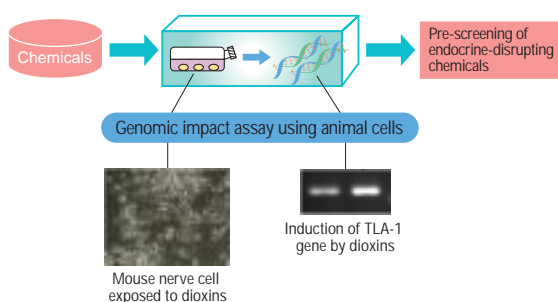 Chemicals
Pre-screening of
endocrine-disrupting
chemicals
Genomic impact assay using animal cells
Induction of TLA-1
gene by dioxins
Mouse nerve cell
exposed to dioxins